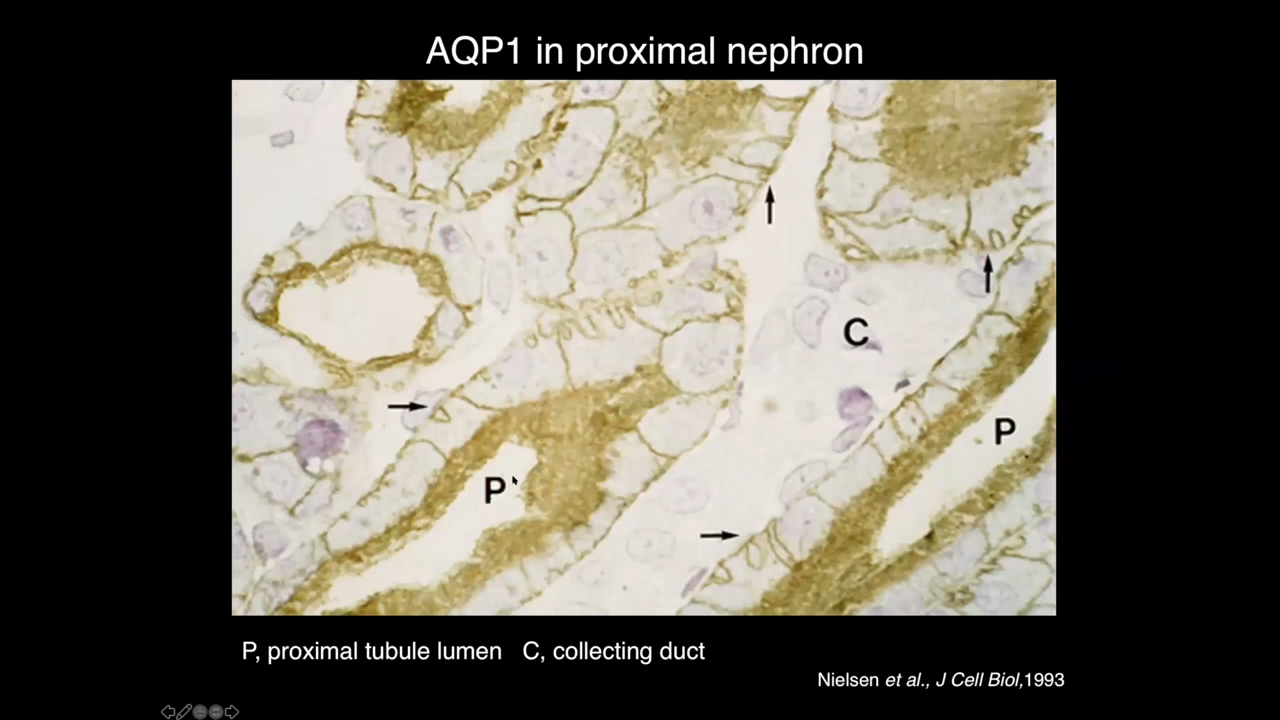 AQP1 in proximal nephron
C
P
P
P, proximal tubule lumen C, collecting duct
Nielsen et al., J Cell Biol,1993